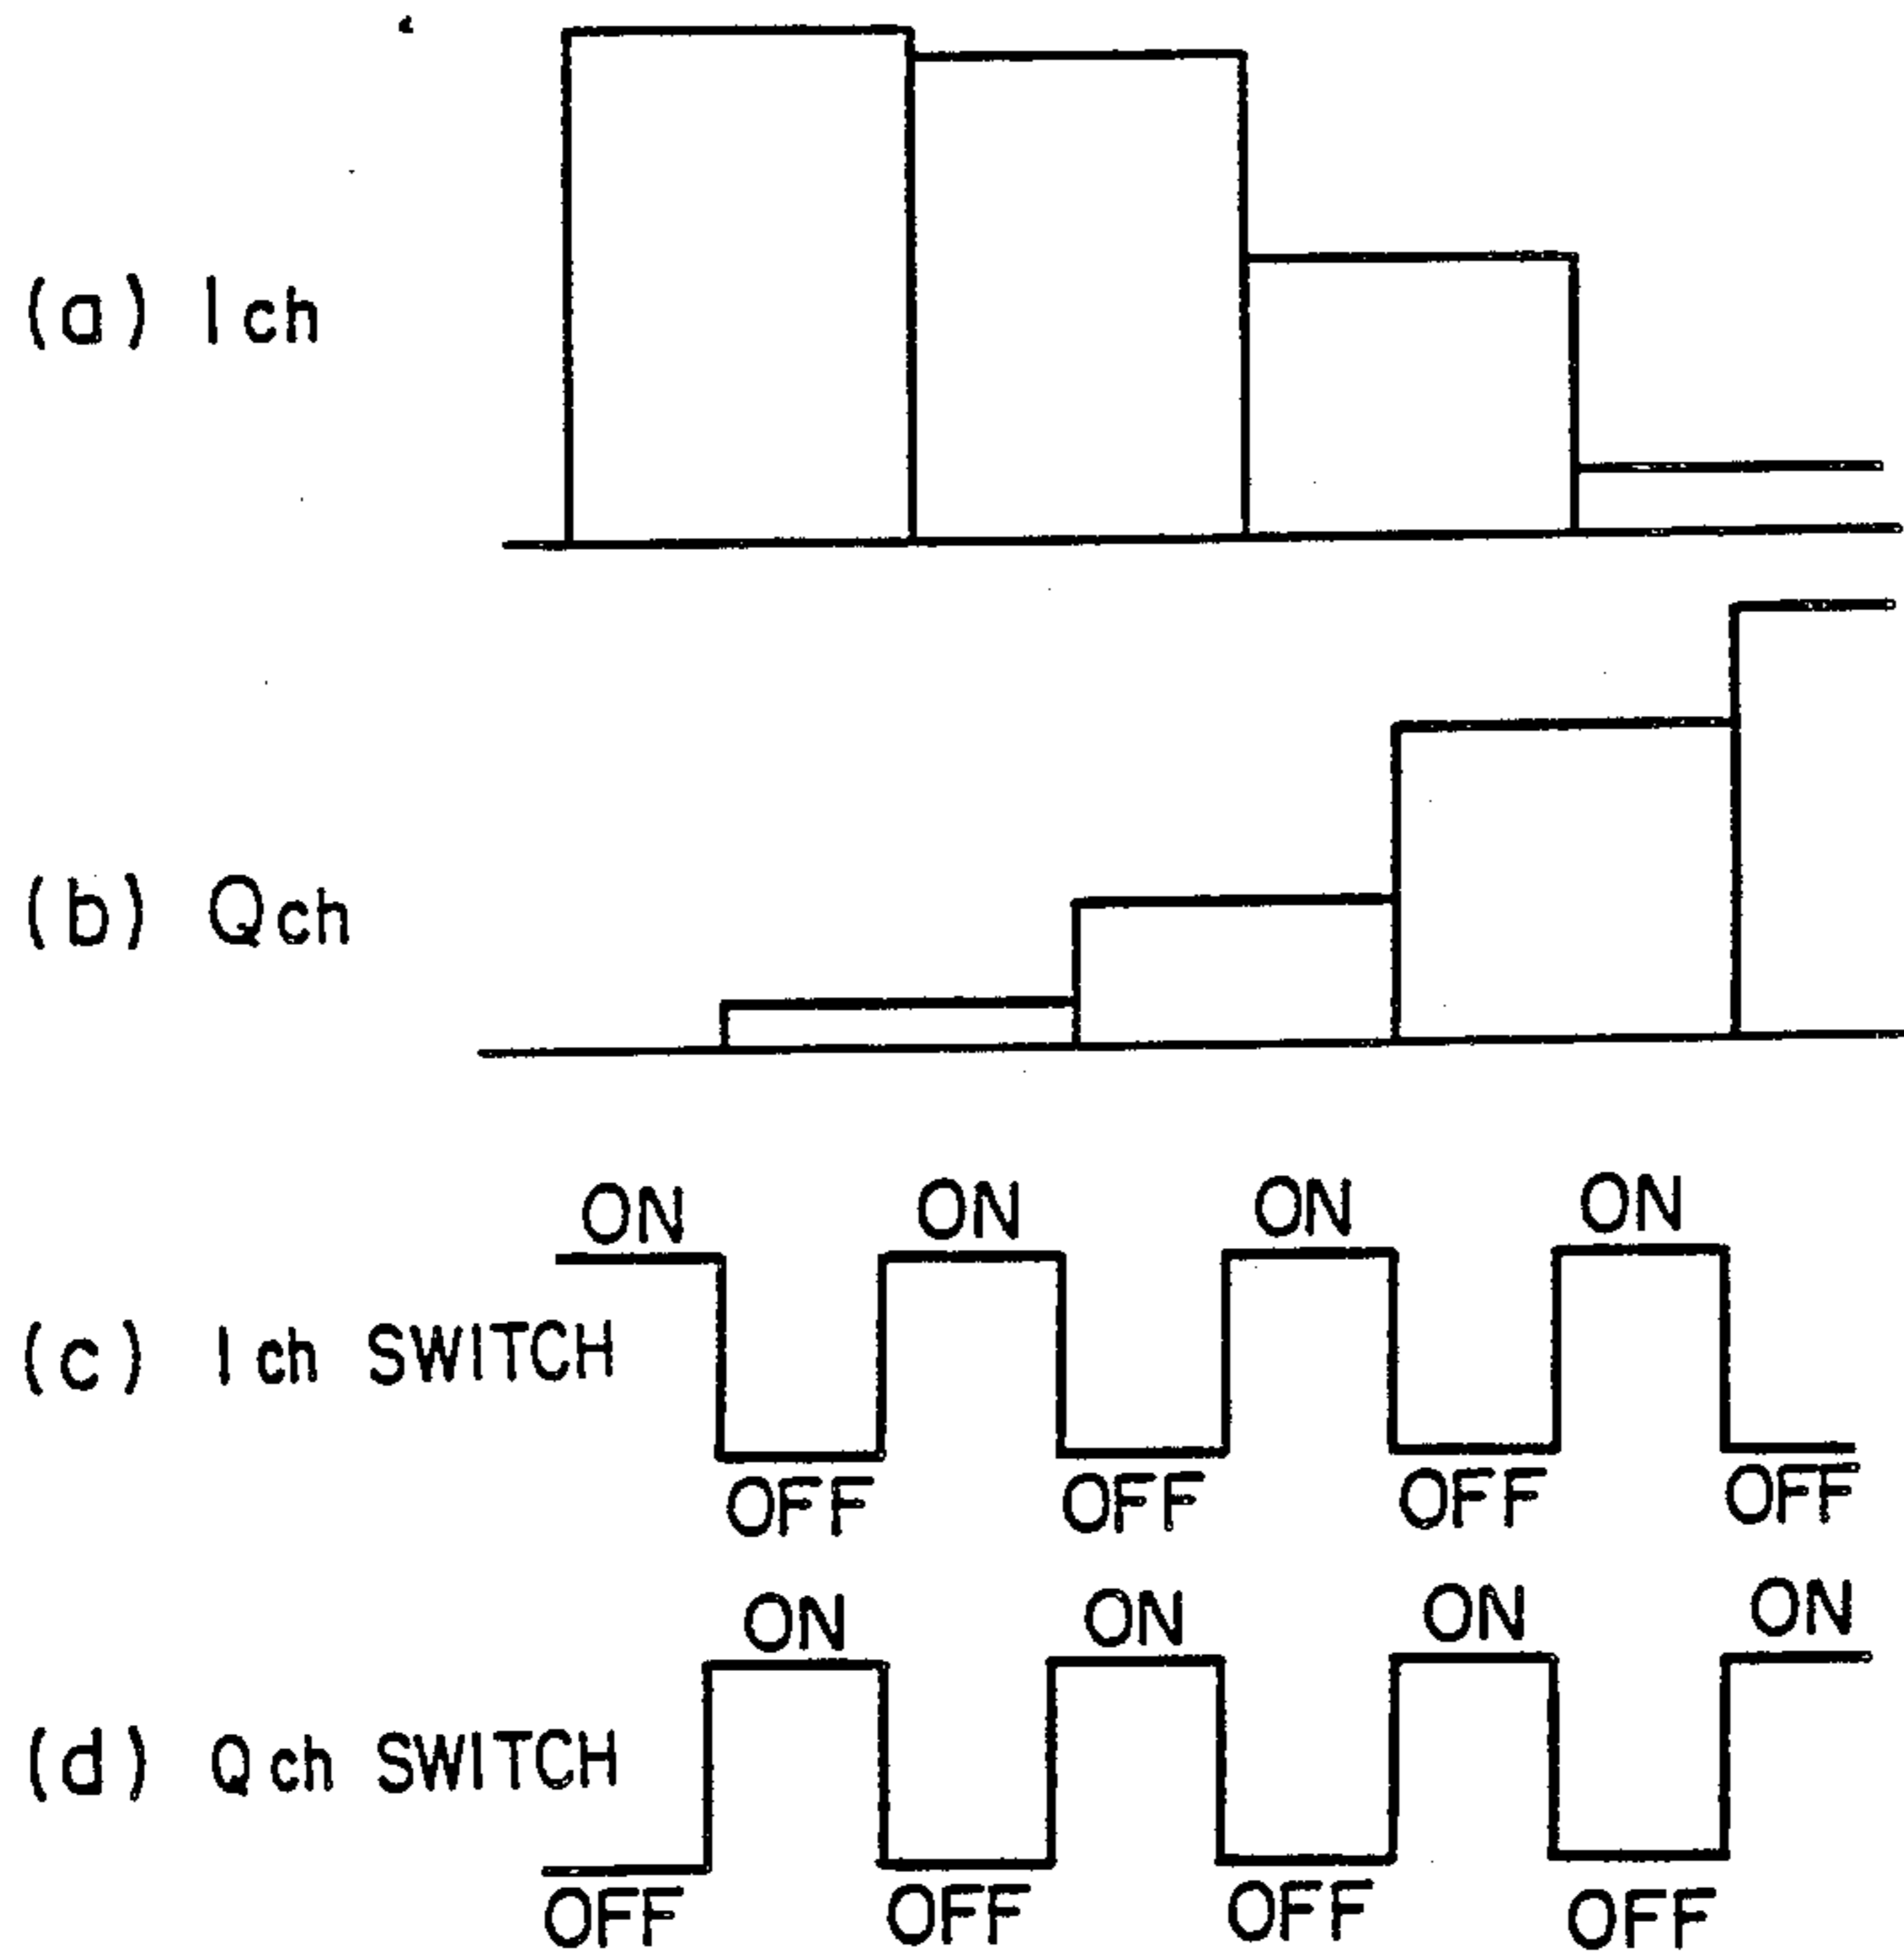 (a) Ich
(b) Qch
ON ON ON ON
(c) Ich SWITCH
OFF OFF OFF OFF
ON ON ON ON
(d) Qch SWITCH
OFF OFF OFF OFF